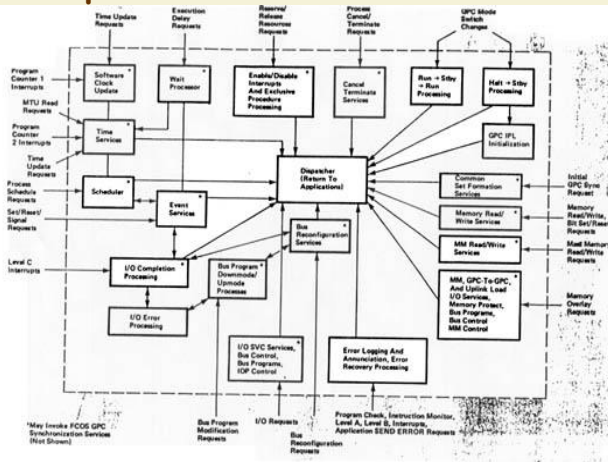 Time Update
Requests
Execution
Delay
Requests
Reserve/
Release
Resources
Requests
Process
Cancel/
Terminate
Requests
GPC Mode
Switch
Changes
Program
Counter 1
Interrupts
MTU Read
Requests
Program
Counter
2 Interrupts
Time
Update
Requests
Process
Schedule
Requests
Set/Reset/
Signal
Requests
Level C
Interrupts
Software *
Clock
Update
Wait *
Processor
Enable/Disable *
Interrupts
And Exclusive
Procedure
Processing
Cancel *
Terminate
Services
Run → Stby *
→ Run
Processing
Halt → Stby *
Processing
Time *
Services
GPC IPL
Initialization
Dispatcher
(Return To
Applications)
Scheduler *
Event *
Services
Common *
Set Formation
Services
Initial
GPC Sync
Request
Memory Read/ *
Write Services
Memory
Read/Write,
Bit Set/Reset
Requests
Bus *
Reconfiguration
Services
MM Read/Write *
Services
Mass Memory
Read/Write
Requests
I/O Completion *
Processing
Bus Program *
Downmode/
Upmode
Processes
MM, GPC-To-GPC, *
And Uplink Load
I/O Services,
Memory Protect,
Bus Programs,
Bus Control
MM Control
Memory
Overlay
Requests
I/O Error
Processing
I/O SVC Services, *
Bus Control,
Bus Programs,
IOP Control
Error Logging And
Annunciation, Error
Recovery Processing
*May Invoke FCOS GPC
Synchronization Services
(Not Shown)
Bus Program
Modification
Requests
I/O Requests
Bus
Reconfiguration
Requests
Program Check, Instruction Monitor,
Level A, Level B, Interrupts,
Application SEND ERROR Requests